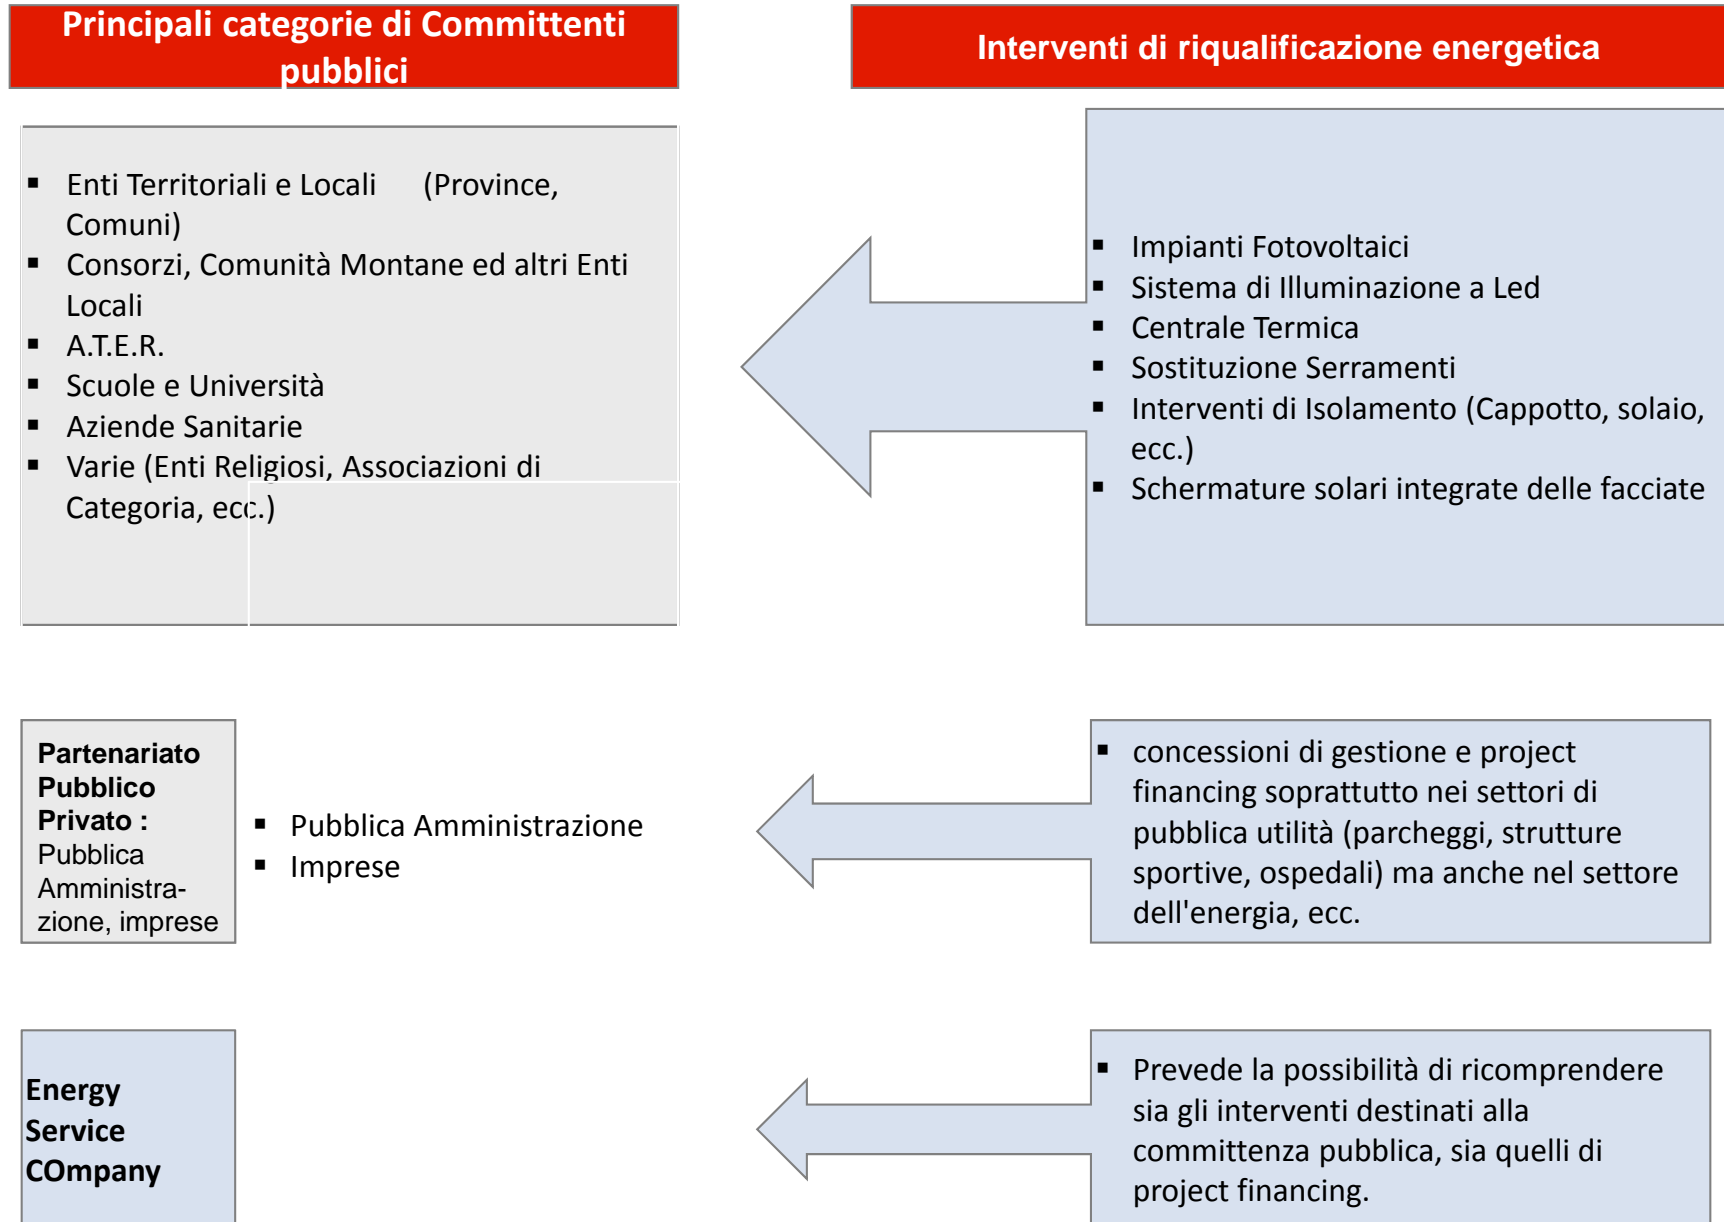 Principali categorie di Committenti
pubblici
Interventi di riqualificazione energetica
▪ Enti Territoriali e Locali (Province,
Comuni)
▪ Consorzi, Comunità Montane ed altri Enti
Locali
▪ A.T.E.R.
▪ Scuole e Università
▪ Aziende Sanitarie
▪ Varie (Enti Religiosi, Associazioni di
Categoria, ecc.)
▪ Impianti Fotovoltaici
▪ Sistema di Illuminazione a Led
▪ Centrale Termica
▪ Sostituzione Serramenti
▪ Interventi di Isolamento (Cappotto, solaio,
ecc.)
▪ Schermature solari integrate delle facciate
Partenariato
Pubblico
Privato :
Pubblica
Amministra-
zione, imprese
▪ Pubblica Amministrazione
▪ Imprese
▪ concessioni di gestione e project
financing soprattutto nei settori di
pubblica utilità (parcheggi, strutture
sportive, ospedali) ma anche nel settore
dell'energia, ecc.
Energy
Service
COmpany
▪ Prevede la possibilità di ricomprendere
sia gli interventi destinati alla
committenza pubblica, sia quelli di
project financing.